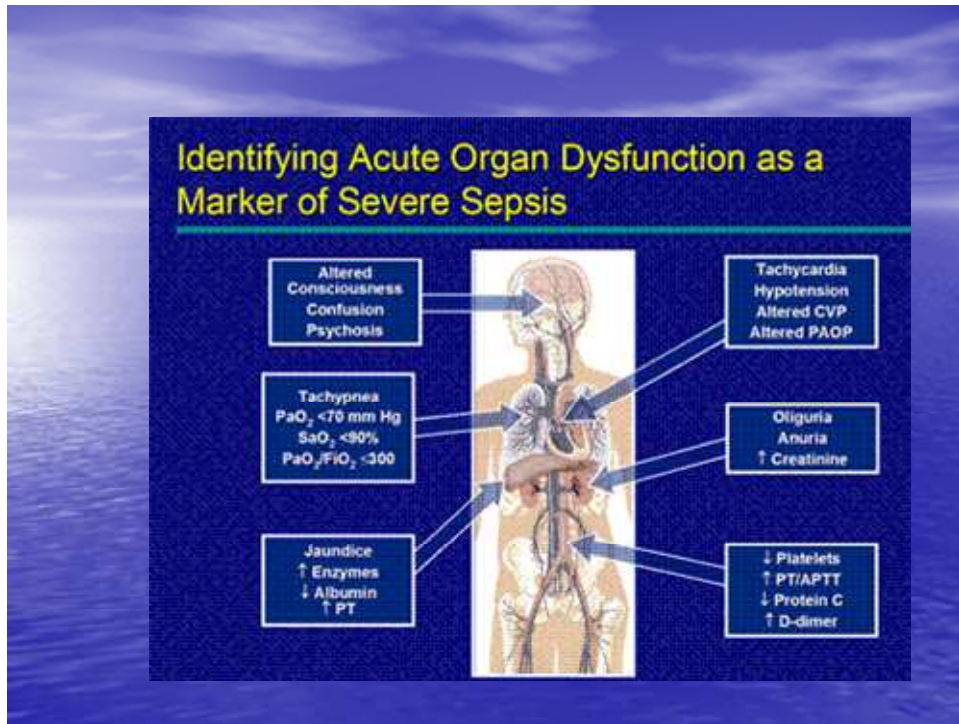 Identifying Acute Organ Dysfunction as a
Marker of Severe Sepsis
Altered
Consciousness
Confusion
Psychosis
Tachypnea
PaO₂ <70 mm Hg
SaO₂ <90%
PaO₂/FiO₂ ≤300
Jaundice
↑ Enzymes
↓ Albumin
↑ PT
Tachycardia
Hypotension
Altered CVP
Altered PAOP
Oliguria
Anuria
↑ Creatinine
↓ Platelets
↑ PT/APTT
↓ Protein C
↑ D-dimer